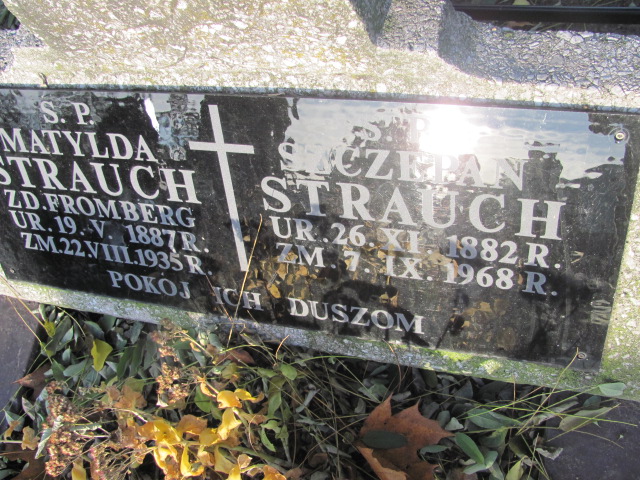 S. P.
MATYLDA
STRAUCH
Z D. FROMBERG
UR. 19. V. 1887 R.
ZM. 22. VIII. 1935 R.
S. P.
SZCZEPAN
STRAUCH
UR. 26. XI. 1882 R.
ZM. 7. IX. 1968 R.
POKÓJ ICH DUSZOM